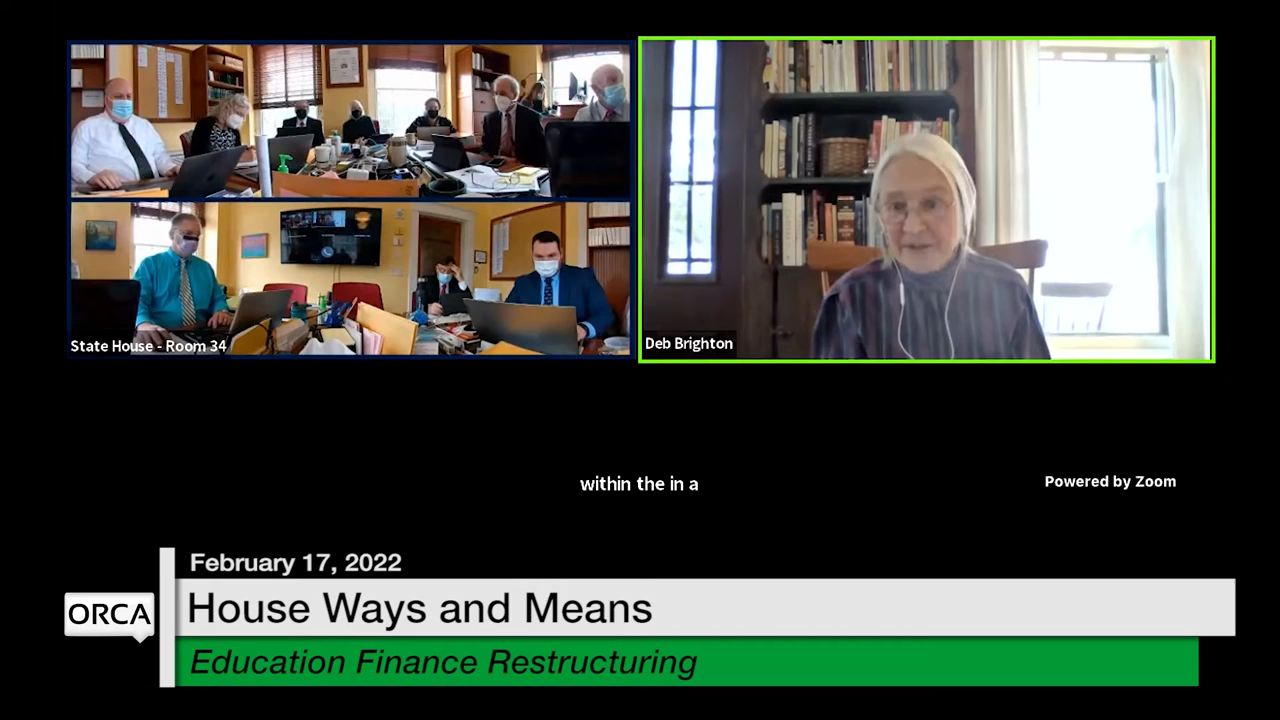 State House - Room 34
Deb Brighton
within the in a
Powered by Zoom
February 17, 2022
ORCA
House Ways and Means
Education Finance Restructuring